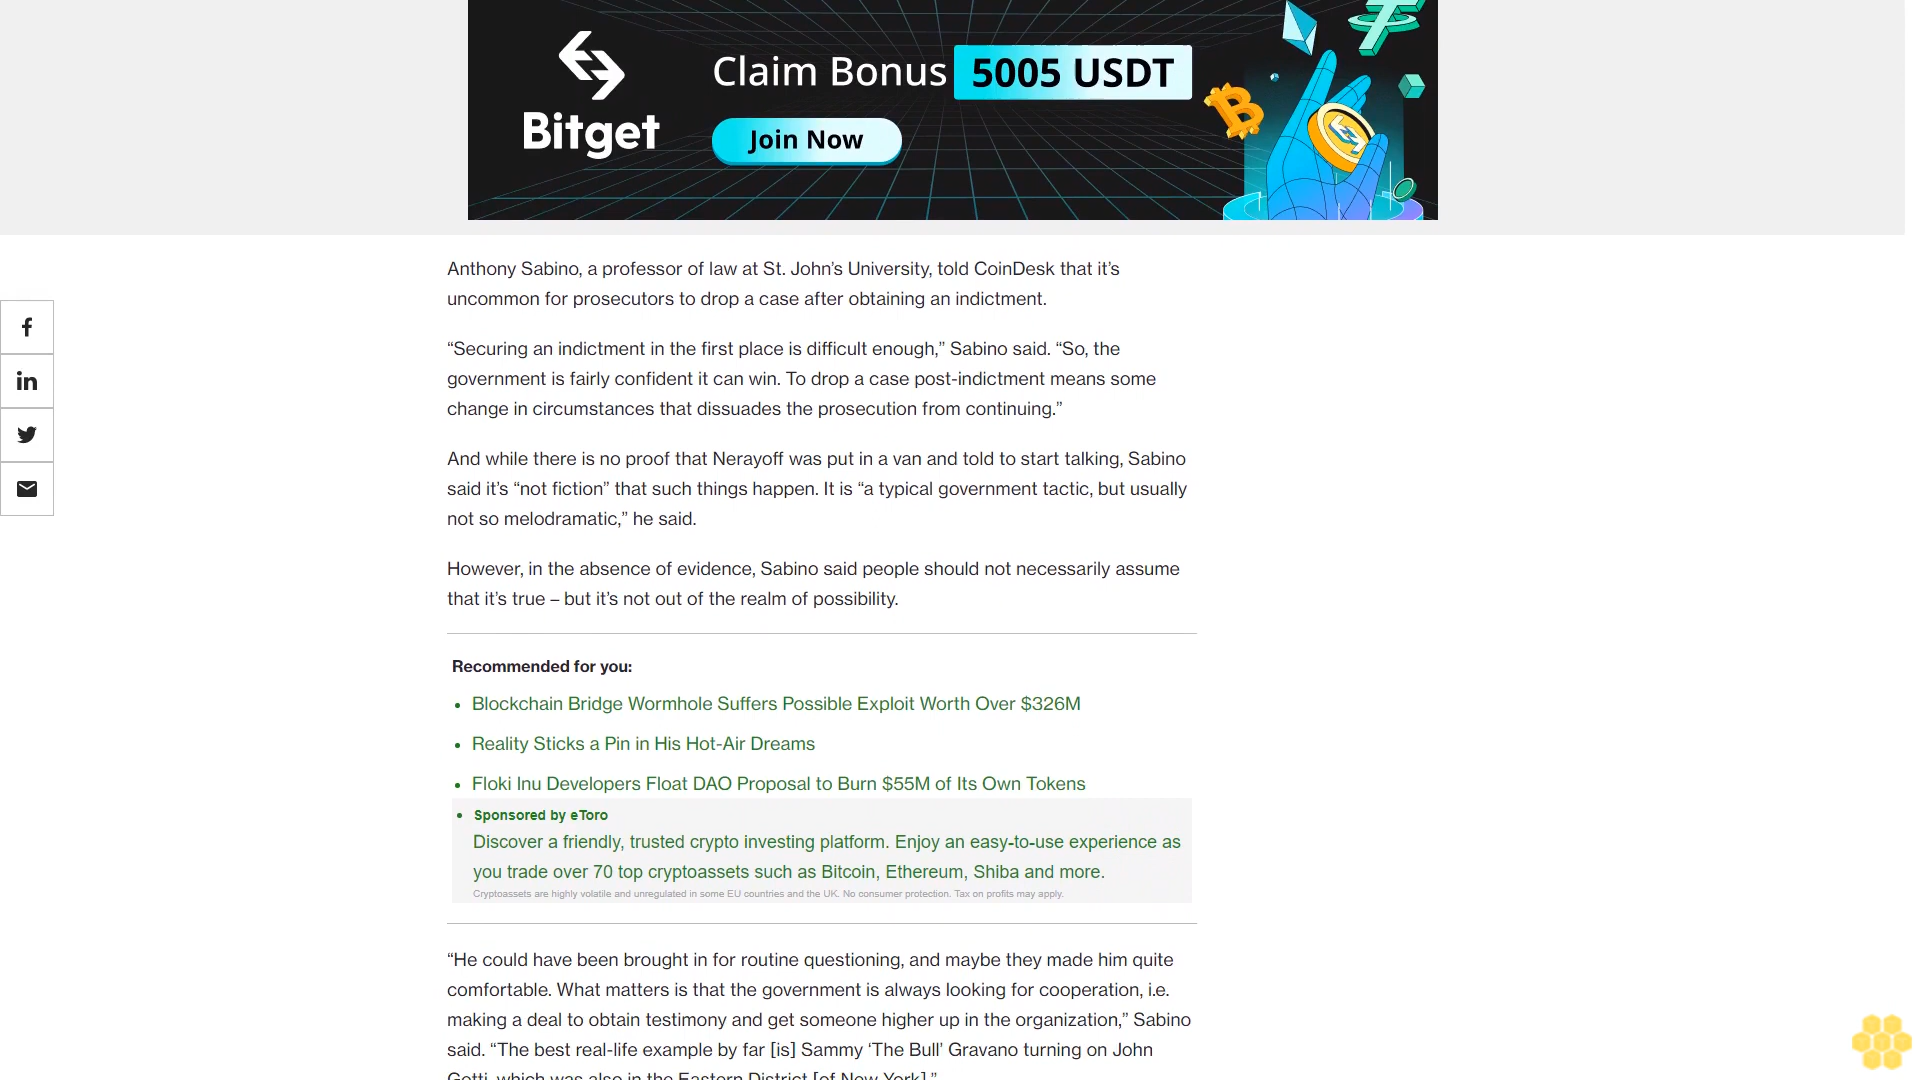 Bitget
Claim Bonus 5005 USDT
Join Now
Anthony Sabino, a professor of law at St. John’s University, told CoinDesk that it’s
uncommon for prosecutors to drop a case after obtaining an indictment.
“Securing an indictment in the first place is difficult enough,” Sabino said. “So, the
government is fairly confident it can win. To drop a case post-indictment means some
change in circumstances that dissuades the prosecution from continuing.”
And while there is no proof that Nerayoff was put in a van and told to start talking, Sabino
said it’s “not fiction” that such things happen. It is “a typical government tactic, but usually
not so melodramatic,” he said.
However, in the absence of evidence, Sabino said people should not necessarily assume
that it’s true – but it’s not out of the realm of possibility.
Recommended for you:
• Blockchain Bridge Wormhole Suffers Possible Exploit Worth Over $326M
• Reality Sticks a Pin in His Hot-Air Dreams
• Floki Inu Developers Float DAO Proposal to Burn $55M of Its Own Tokens
• Sponsored by eToro
Discover a friendly, trusted crypto investing platform. Enjoy an easy-to-use experience as
you trade over 70 top cryptoassets such as Bitcoin, Ethereum, Shiba and more.
Cryptoassets are highly volatile and unregulated in some EU countries and the UK. No consumer protection. Tax on profits may apply.
“He could have been brought in for routine questioning, and maybe they made him quite
comfortable. What matters is that the government is always looking for cooperation, i.e.
making a deal to obtain testimony and get someone higher up in the organization,” Sabino
said. “The best real-life example by far [is] Sammy ‘The Bull’ Gravano turning on John
Gotti, which was also in the Eastern District [of New York].”